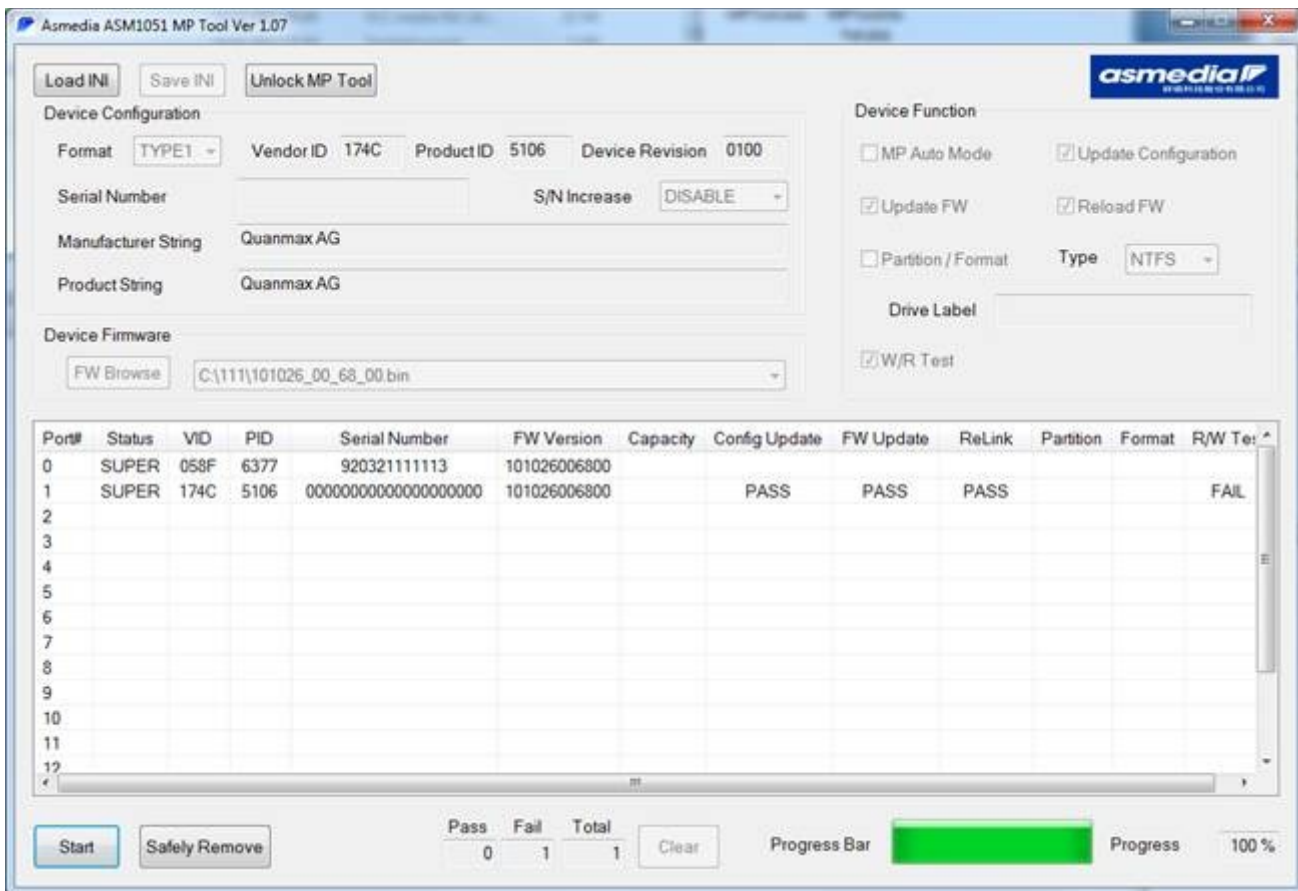 Asmedia ASM1051 MP Tool Ver 1.07
Load INI Save INI Unlock MP Tool
asmedia
Device Configuration
Format TYPE1 Vendor ID 174C Product ID 5106 Device Revision 0100
Serial Number S/N Increase DISABLE
Manufacturer String Quanmax AG
Product String Quanmax AG
Device Function
MP Auto Mode Update Configuration
Update FW Reload FW
Partition / Format Type NTFS
Drive Label
W/R Test
Device Firmware
FW Browse C:\111\101026_00_68_00.bin
Port# Status VID PID Serial Number FW Version Capacity Config Update FW Update ReLink Partition Format R/W Tes
0 SUPER 058F 6377 920321111113 101026006800
1 SUPER 174C 5106 00000000000000000000 101026006800 PASS PASS PASS FAIL
2
3
4
5
6
7
8
9
10
11
12
Pass Fail Total
Start Safely Remove 0 1 1 Clear Progress Bar Progress 100 %